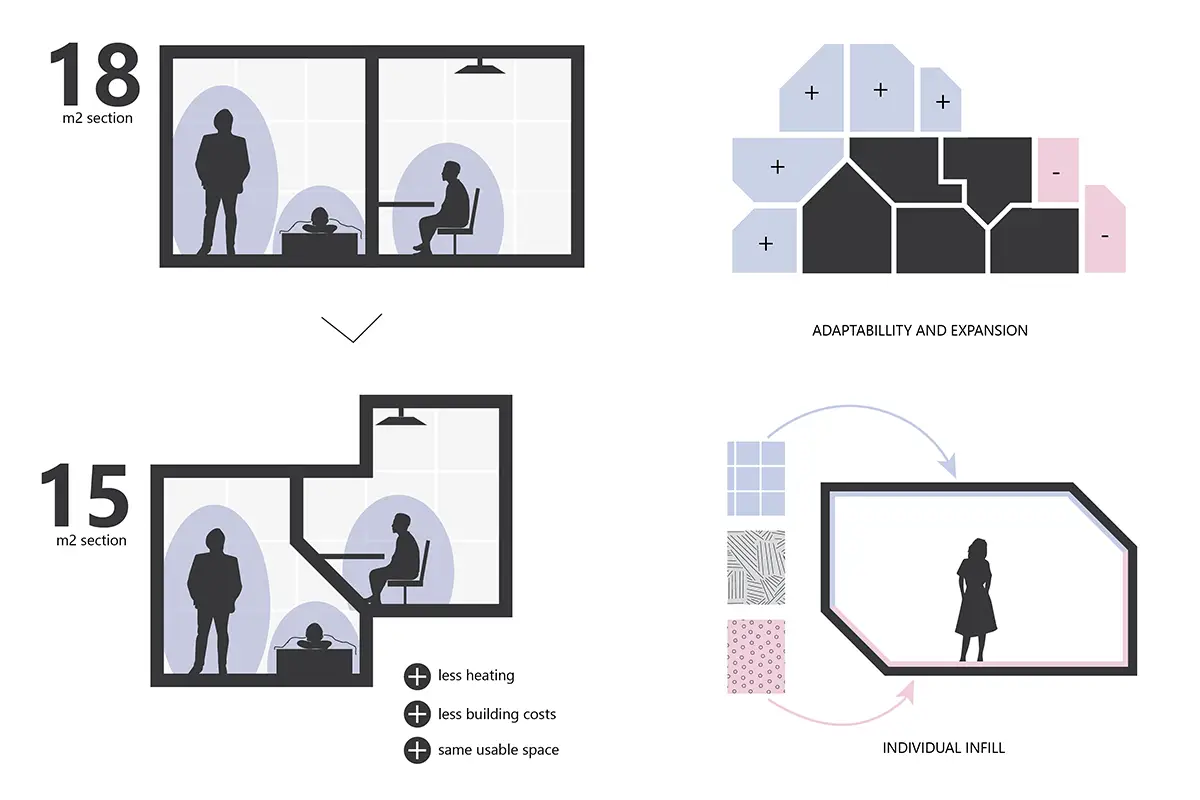 18
m2 section
15
m2 section
+ less heating
+ less building costs
+ same usable space
+ + +
+ -
+ -
ADAPTABILLITY AND EXPANSION
INDIVIDUAL INFILL